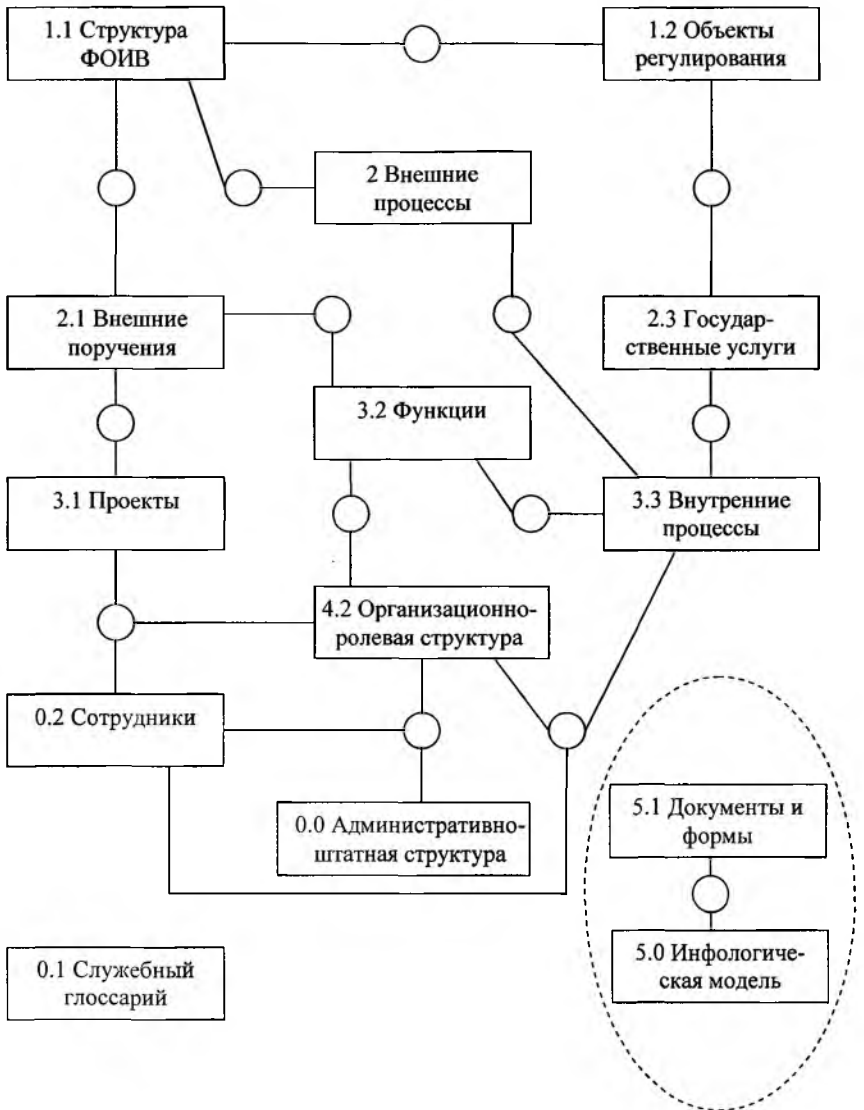 1.1 Структура
ФОИВ
1.2 Объекты
регулирования
2 Внешние
процессы
2.1 Внешние
поручения
2.3 Государ-
ственные услуги
3.2 Функции
3.1 Проекты
3.3 Внутренние
процессы
4.2 Организационно-
ролевая структура
0.2 Сотрудники
0.0 Административно-
штатная структура
5.1 Документы и
формы
0.1 Служебный
глоссарий
5.0 Инфологиче-
ская модель